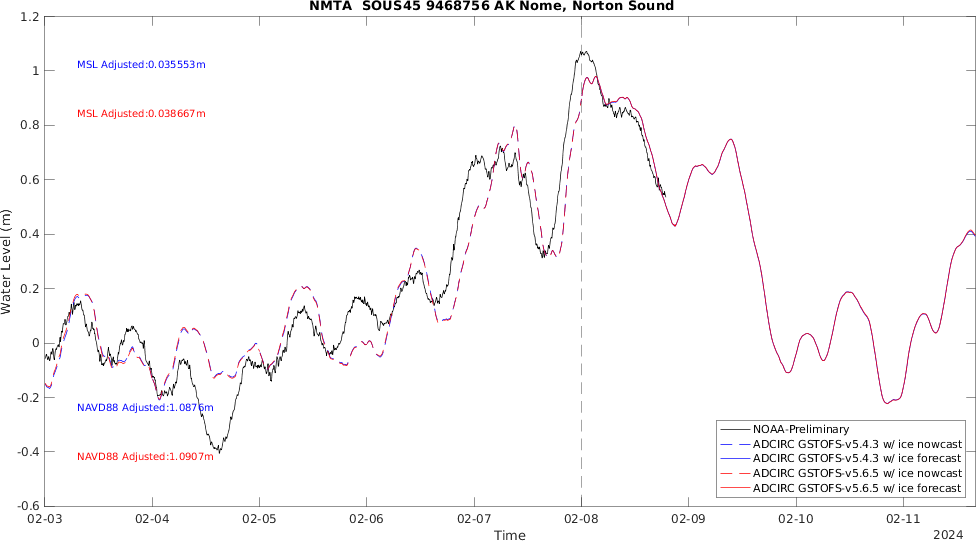 NMTA SOUS45 9468756 AK Nome, Norton Sound
1.2
1
0.8
0.6
0.4
0.2
0
-0.2
-0.4
-0.6
Water Level (m)
MSL Adjusted:0.035553m
MSL Adjusted:0.038667m
NAVD88 Adjusted:1.0876m
NAVD88 Adjusted:1.0907m
NOAA-Preliminary
ADCIRC GSTOFS-v5.4.3 w/ ice nowcast
ADCIRC GSTOFS-v5.4.3 w/ ice forecast
ADCIRC GSTOFS-v5.6.5 w/ ice nowcast
ADCIRC GSTOFS-v5.6.5 w/ ice forecast
02-03 02-04 02-05 02-06 02-07 02-08 02-09 02-10 02-11
Time
2024